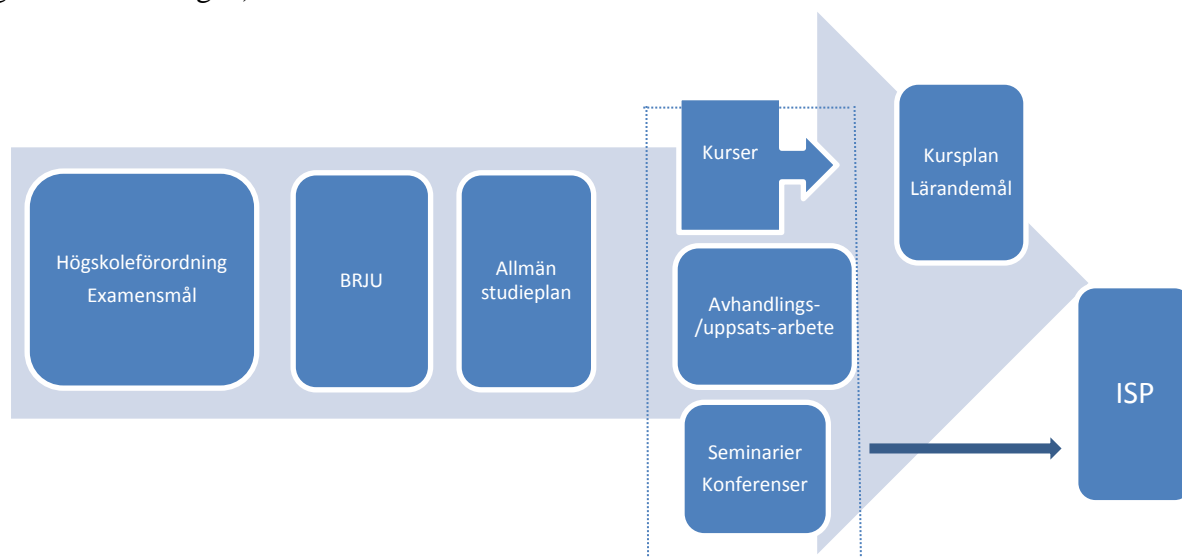 Högskoleförordning
Examensmål
BRJU
Allmän
studieplan
Kurser
Avhandlings-
/uppsats-arbete
Seminarier
Konferenser
Kursplan
Lärandemål
ISP